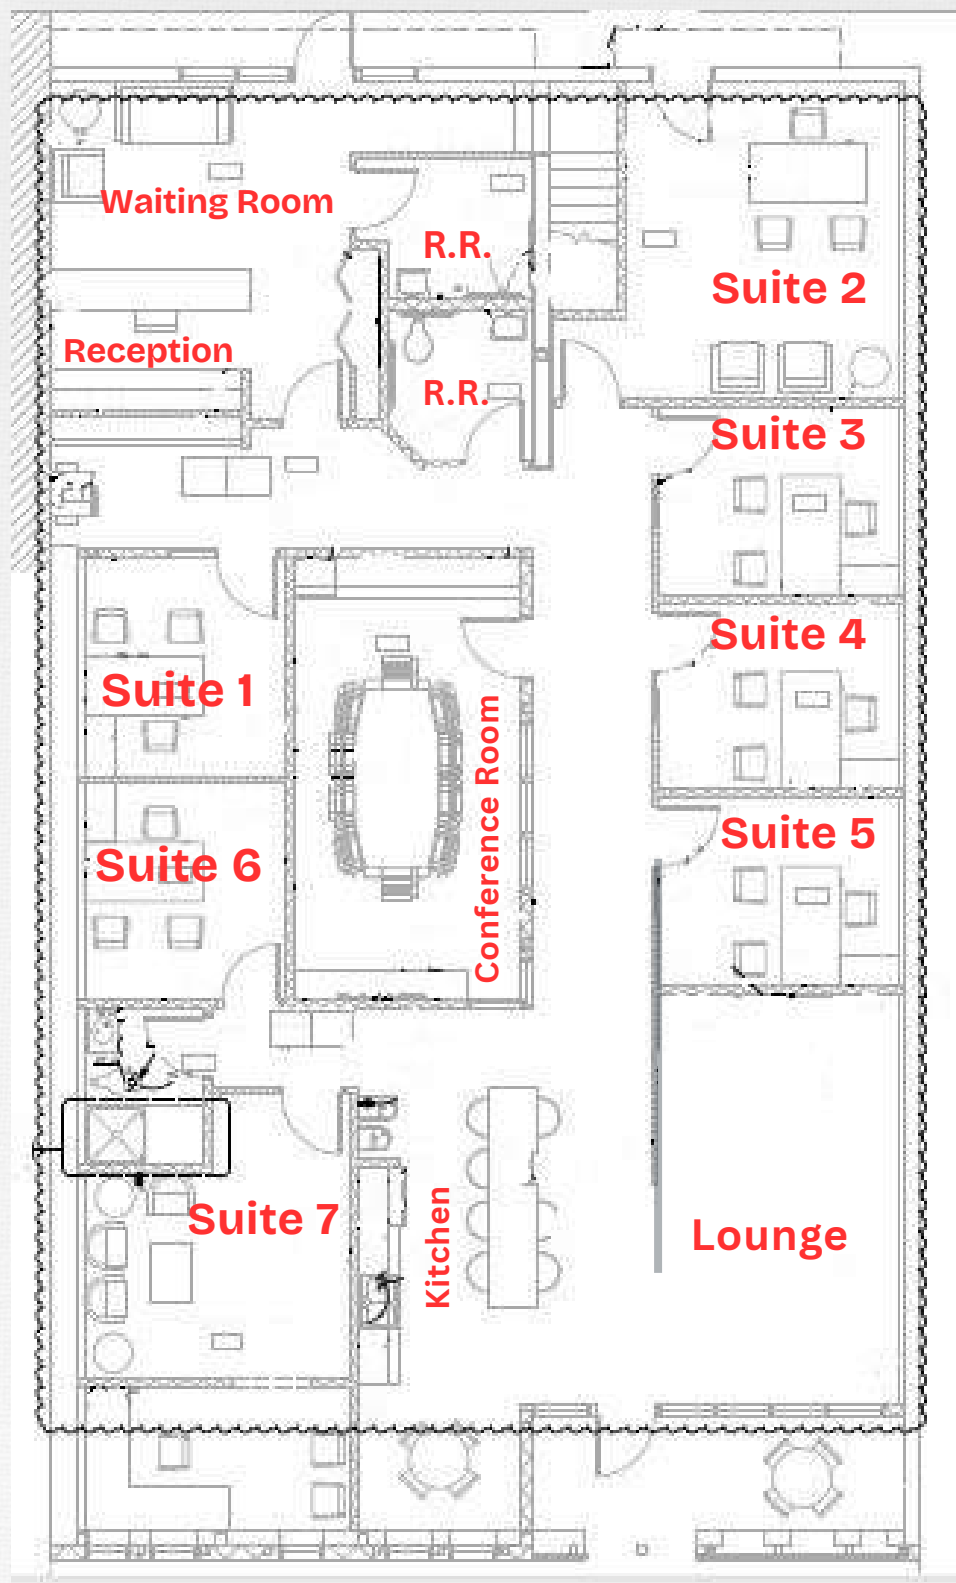 Waiting Room
R.R.
Suite 2
Reception
R.R.
Suite 3
Suite 4
Suite 1
Conference Room
Suite 5
Suite 6
Kitchen
Suite 7
Lounge